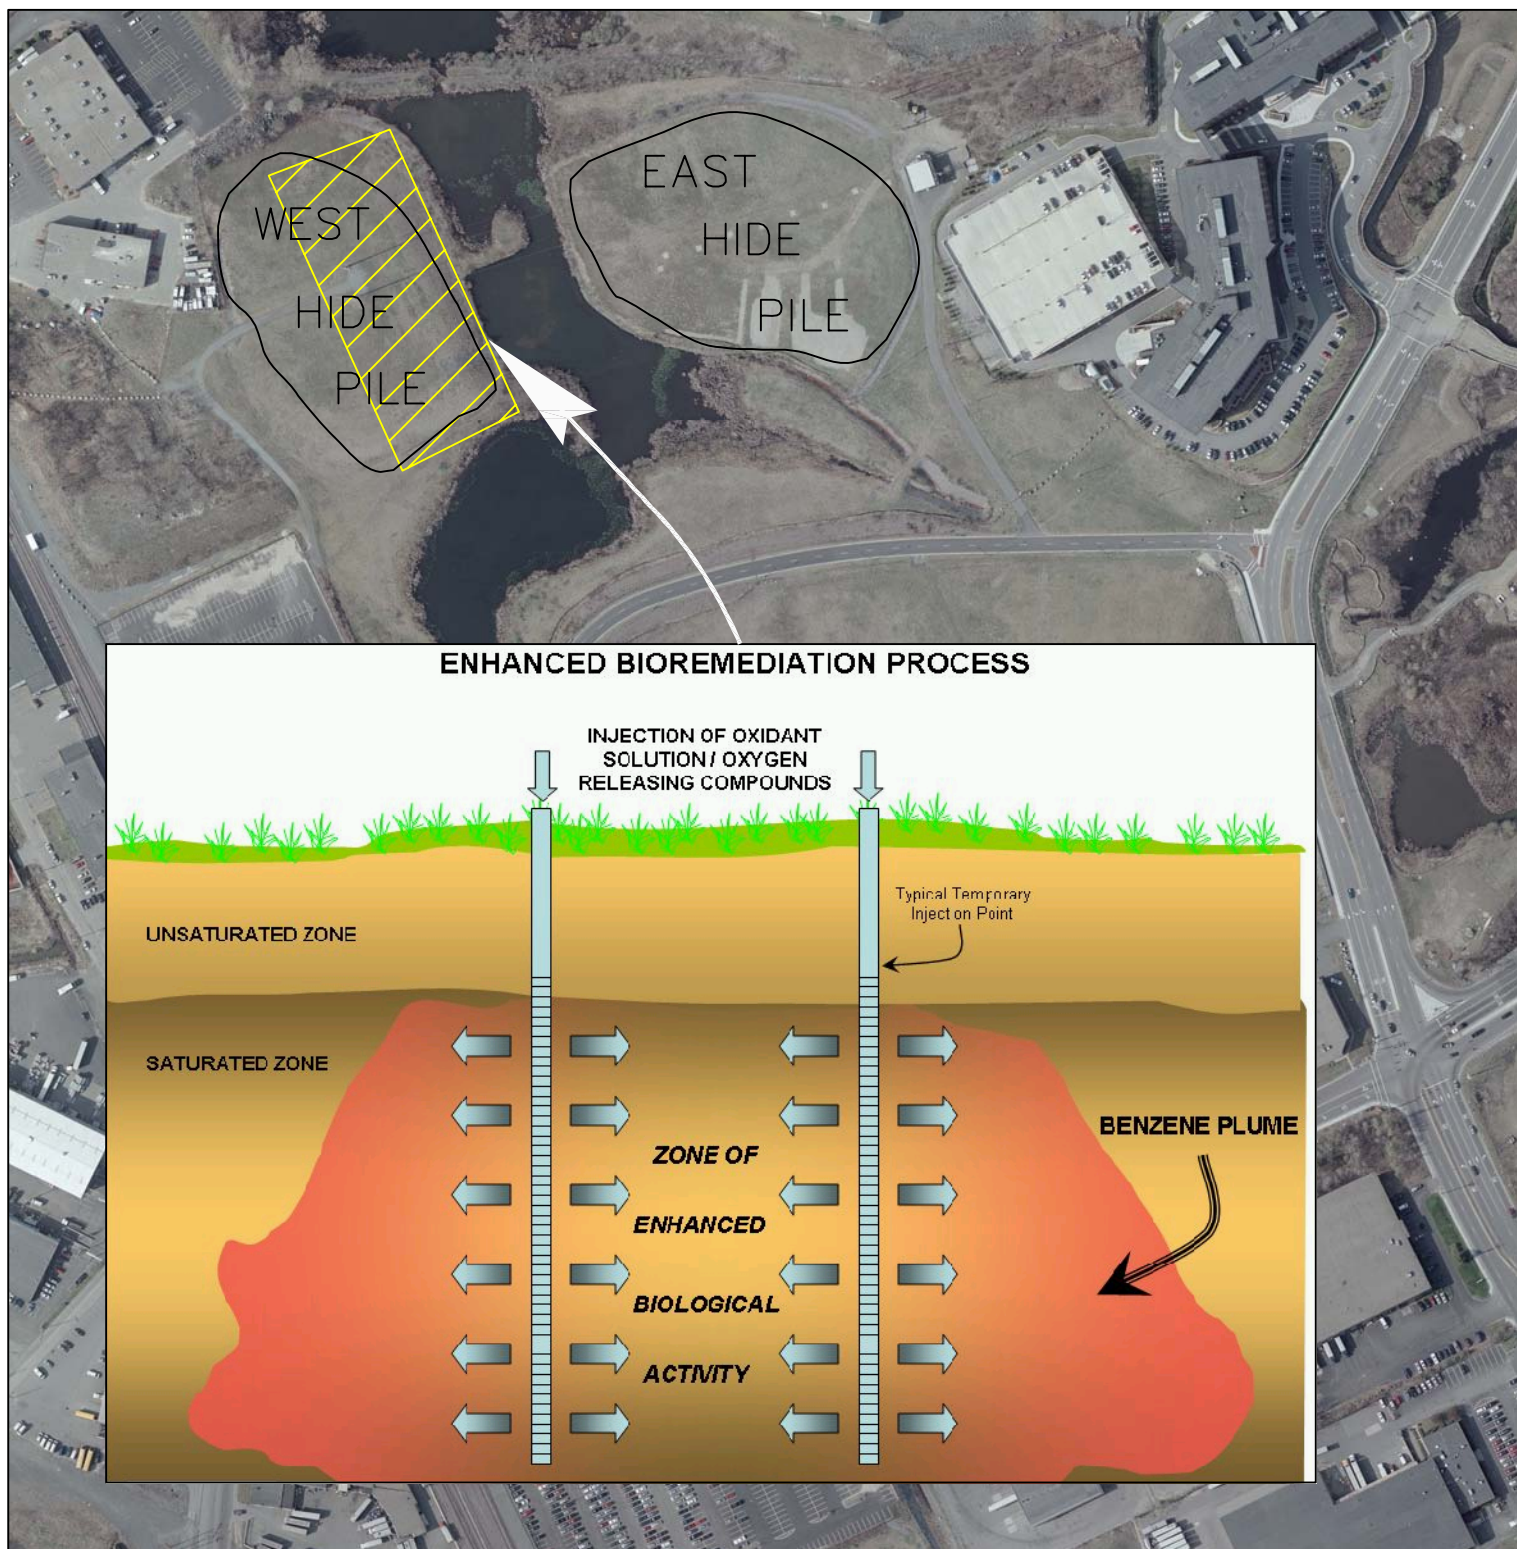 EAST
HIDE
PILE
WEST
HIDE
PILE
ENHANCED BIOREMEDIATION PROCESS
INJECTION OF OXIDANT
SOLUTION / OXYGEN
RELEASING COMPOUNDS
Typical Temporary
Injection Point
UNSATURATED ZONE
SATURATED ZONE
BENZENE PLUME
ZONE OF
ENHANCED
BIOLOGICAL
ACTIVITY